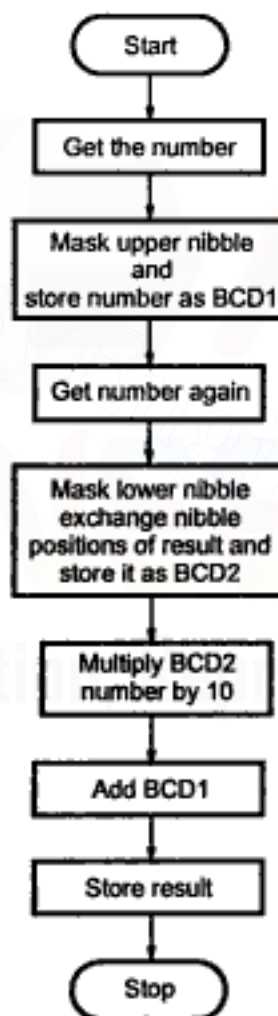 Start
Get the number
Mask upper nibble
and
store number as BCD1
Get number again
Mask lower nibble
exchange nibble
positions of result and
store it as BCD2
Multiply BCD2
number by 10
Add BCD1
Store result
Stop